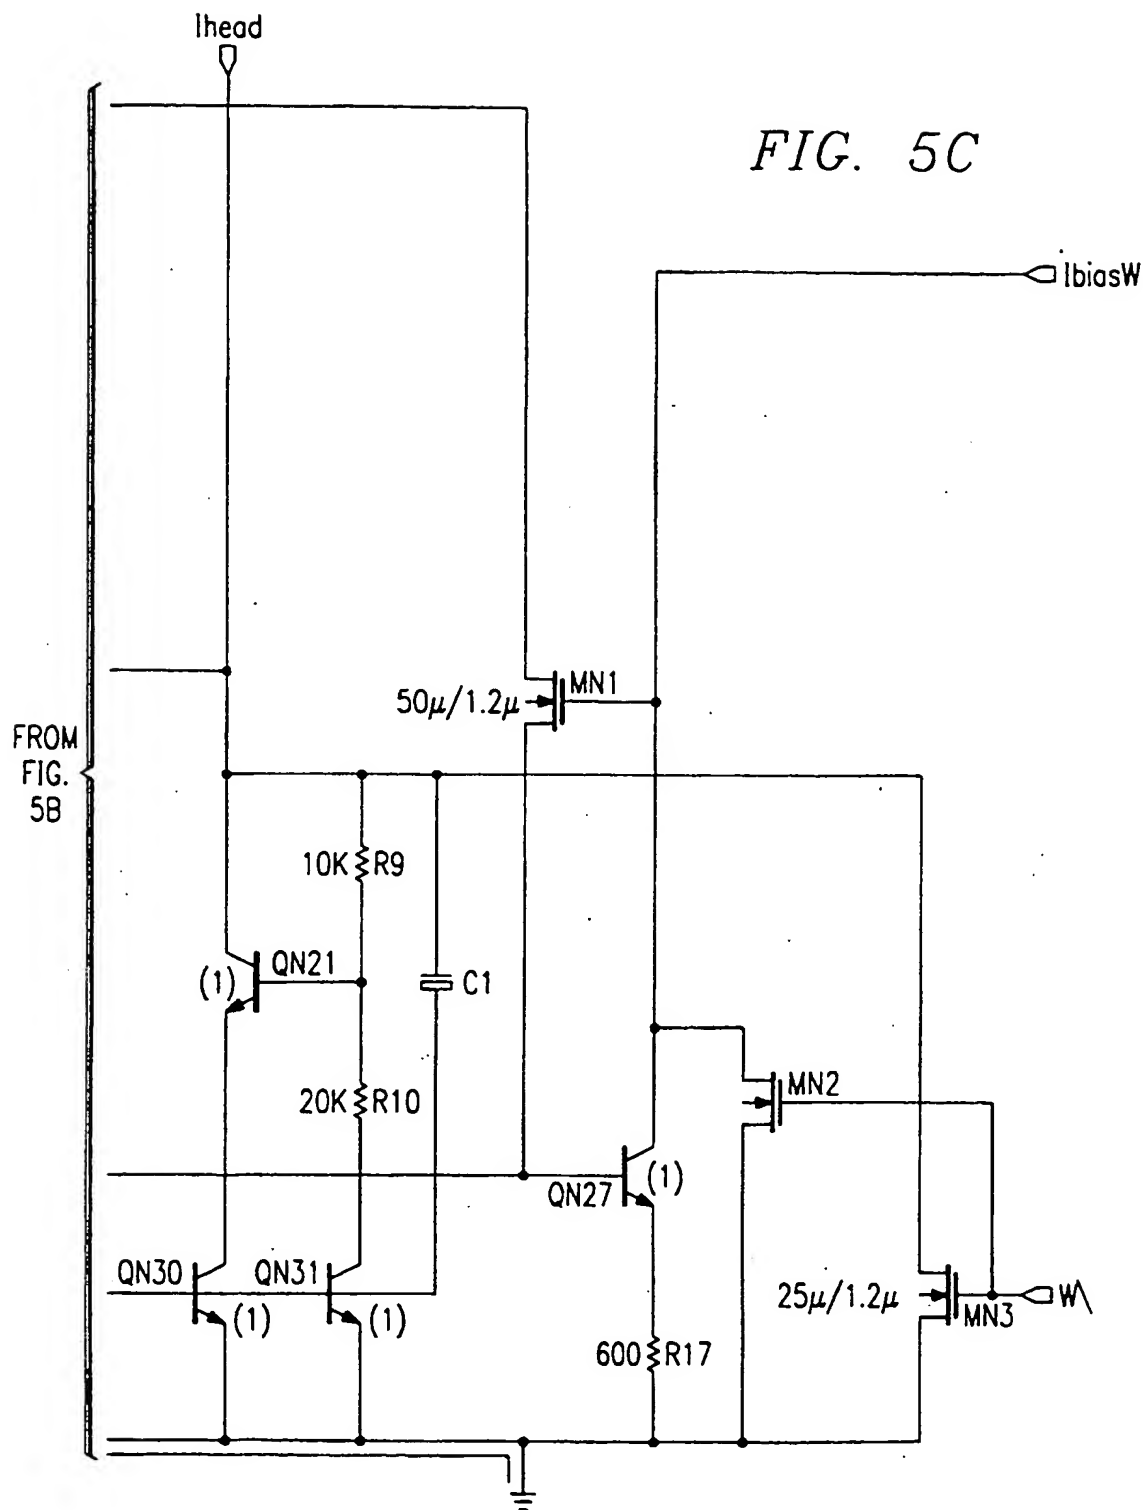 Ihead
FIG. 5C
IbiasW
50μ/1.2μ
MN1
FROM
FIG.
5B
10K
R9
(1)
QN21
C1
20K
R10
MN2
QN27
(1)
QN30
(1)
QN31
(1)
25μ/1.2μ
MN3
W\
600
R17